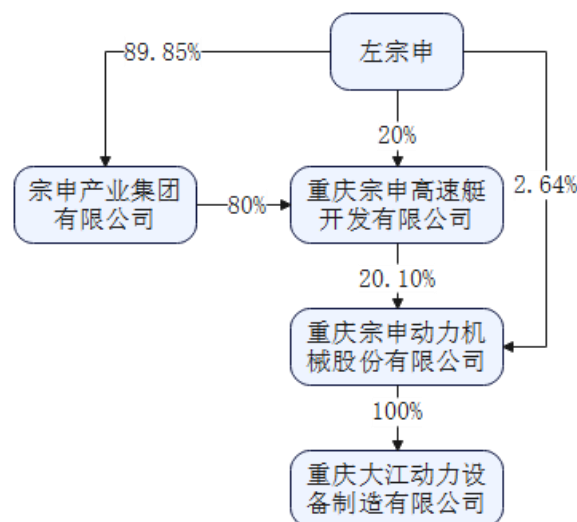 左宗申
89.85%
20%
2.64%
宗申产业集团
有限公司
80%
重庆宗申高速艇
开发有限公司
20.10%
重庆宗申动力机
械股份有限公司
100%
重庆大江动力设
备制造有限公司